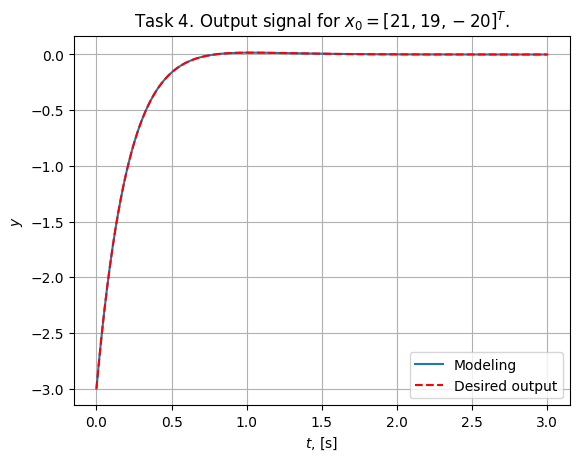 Task 4. Output signal for x₀ = [21, 19, − 20]ᵀ.
0.0
−0.5
−1.0
−1.5
−2.0
−2.5
−3.0
y
0.0 0.5 1.0 1.5 2.0 2.5 3.0
t, [s]
Modeling
Desired output